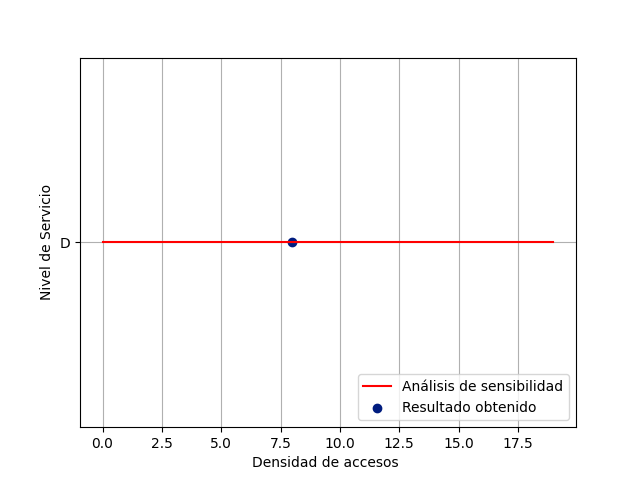 Nivel de Servicio
D
Análisis de sensibilidad
Resultado obtenido
0.0 2.5 5.0 7.5 10.0 12.5 15.0 17.5
Densidad de accesos